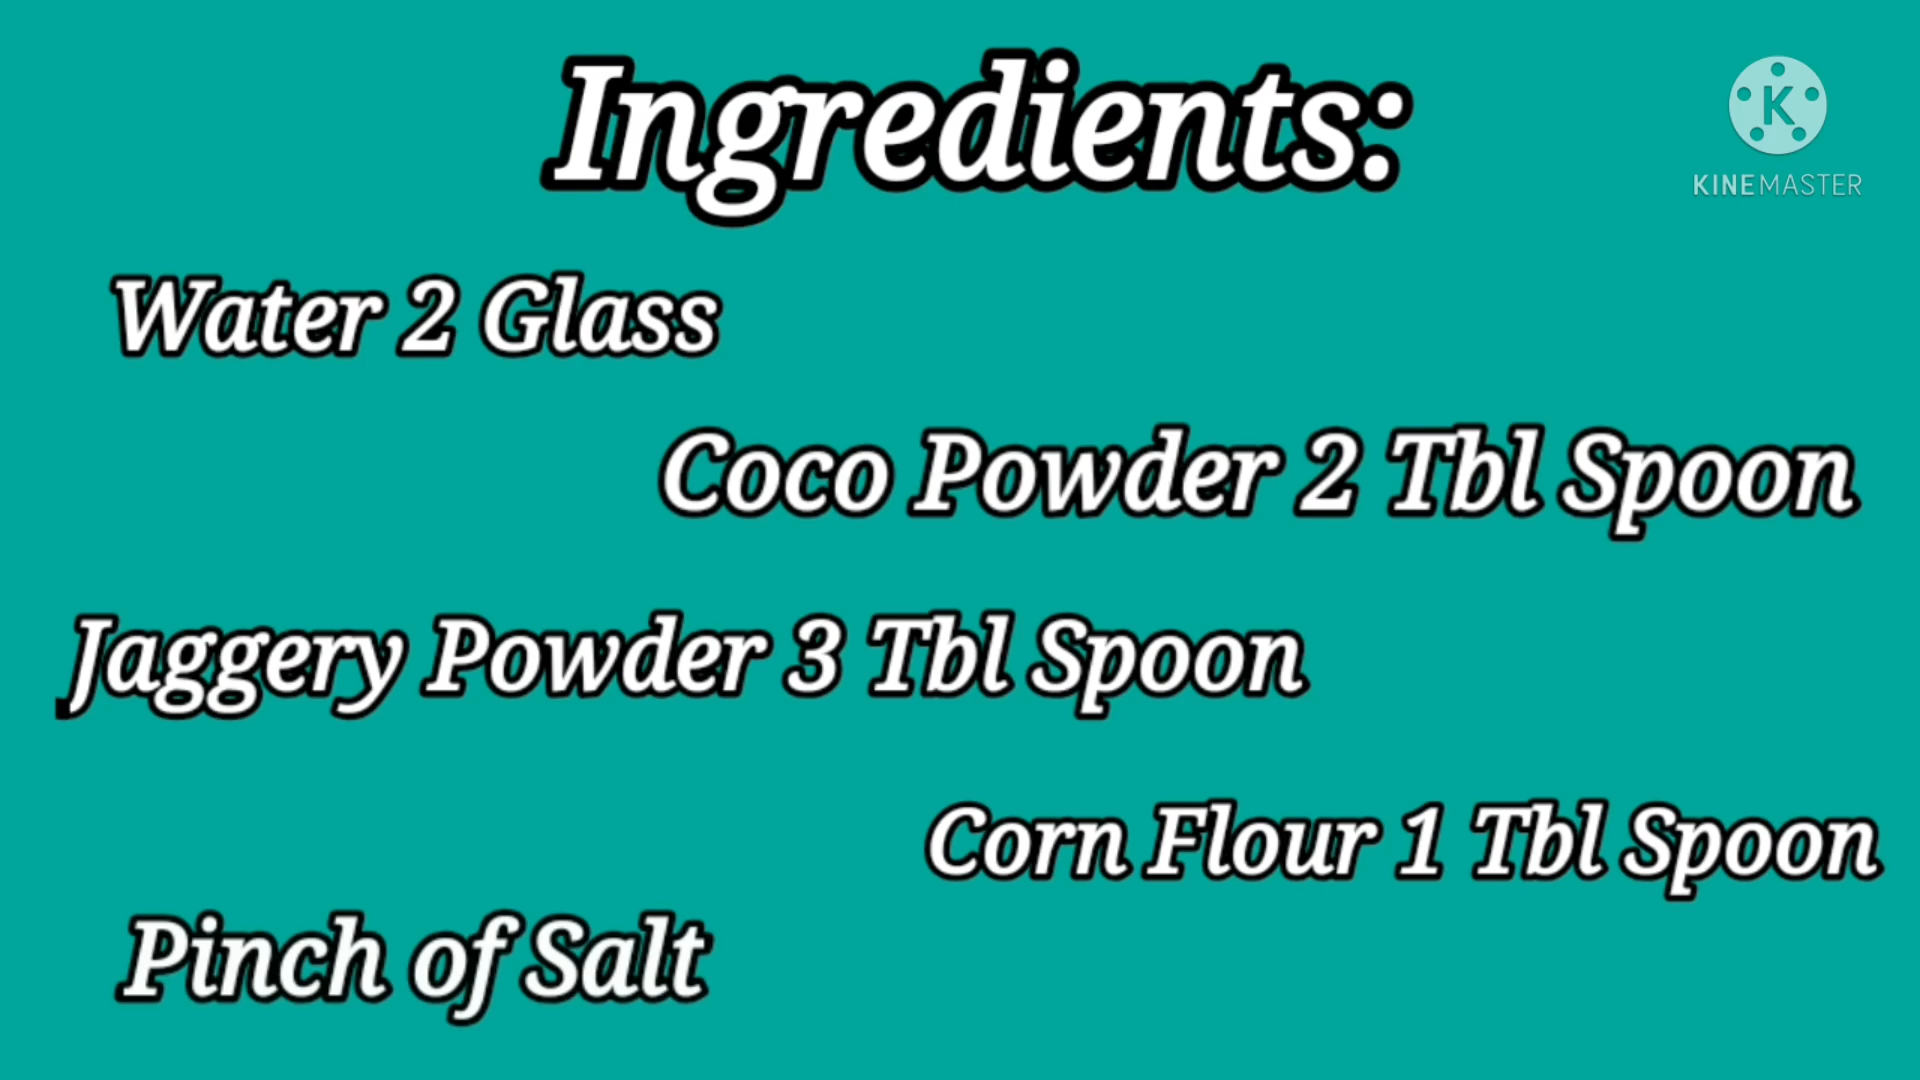 Ingredients:
K
KINEMASTER
Water 2 Glass
Coco Powder 2 Tbl Spoon
Jaggery Powder 3 Tbl Spoon
Corn Flour 1 Tbl Spoon
Pinch of Salt